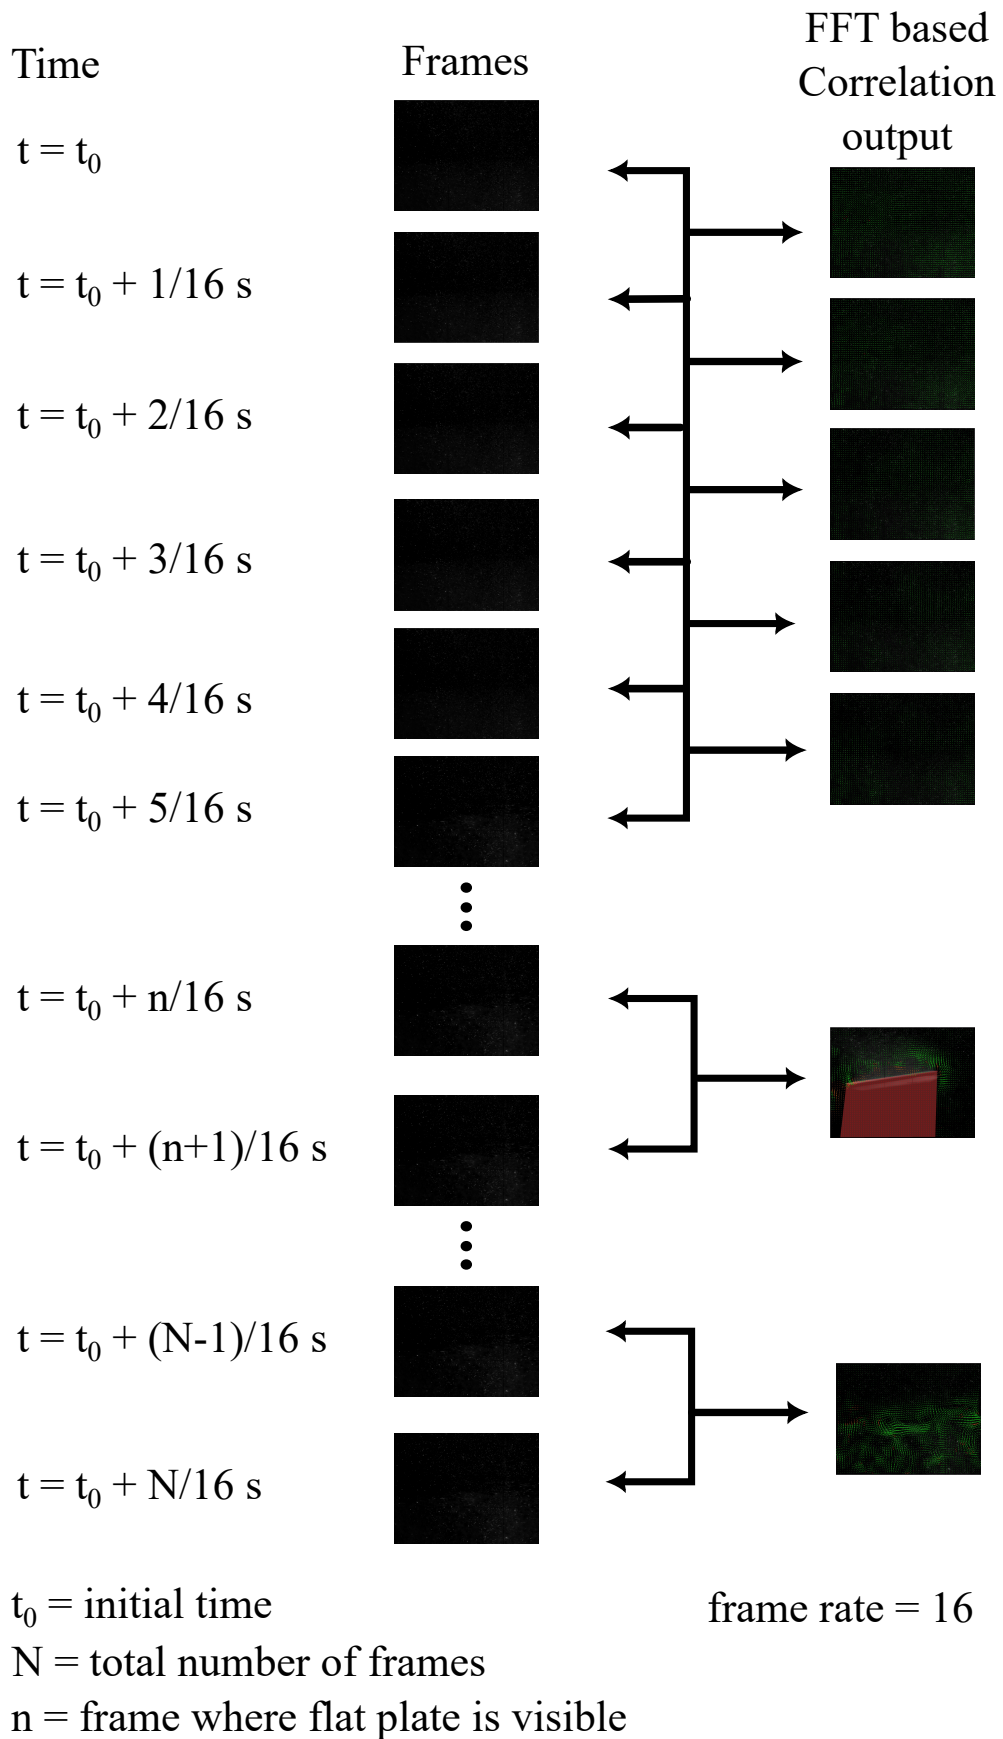 Time
Frames
FFT based
Correlation
output
t = t₀
t = t₀ + 1/16 s
t = t₀ + 2/16 s
t = t₀ + 3/16 s
t = t₀ + 4/16 s
t = t₀ + 5/16 s
t = t₀ + n/16 s
t = t₀ + (n+1)/16 s
t = t₀ + (N-1)/16 s
t = t₀ + N/16 s
t₀ = initial time
frame rate = 16
N = total number of frames
n = frame where flat plate is visible